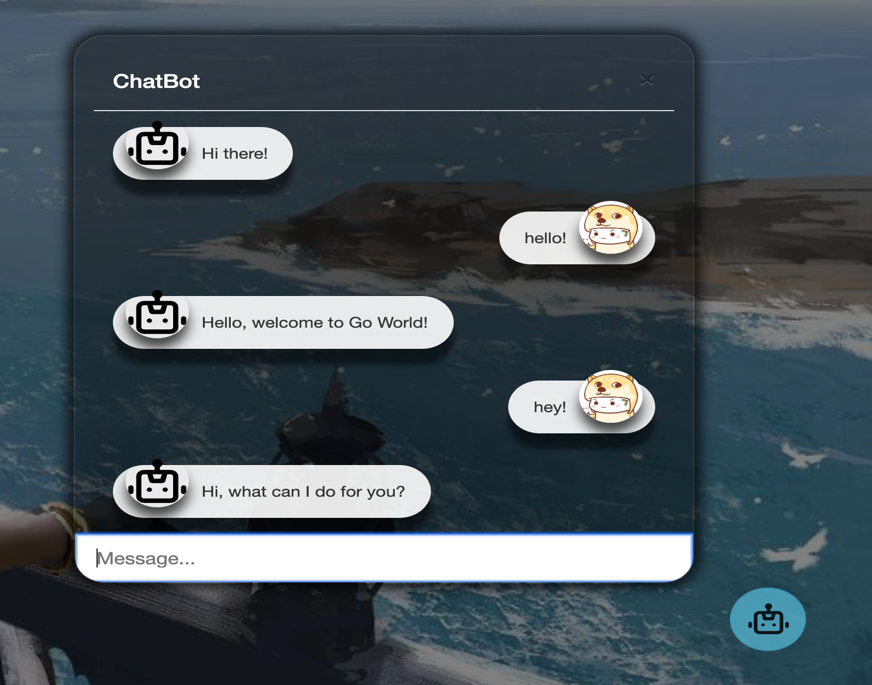 ChatBot
Hi there!
hello!
Hello, welcome to Go World!
hey!
Hi, what can I do for you?
Message...